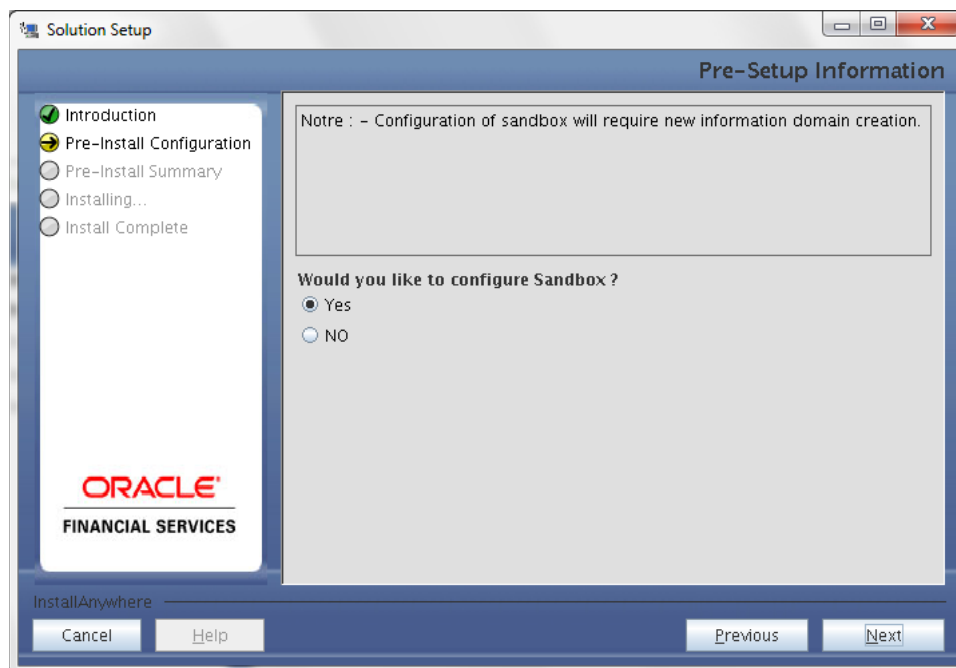 Solution Setup
Pre-Setup Information
Introduction
Pre-Install Configuration
Pre-Install Summary
Installing...
Install Complete
ORACLE'
FINANCIAL SERVICES
Notre : - Configuration of sandbox will require new information domain creation.
Would you like to configure Sandbox ?
Yes
NO
InstallAnywhere
Cancel
Help
Previous
Next